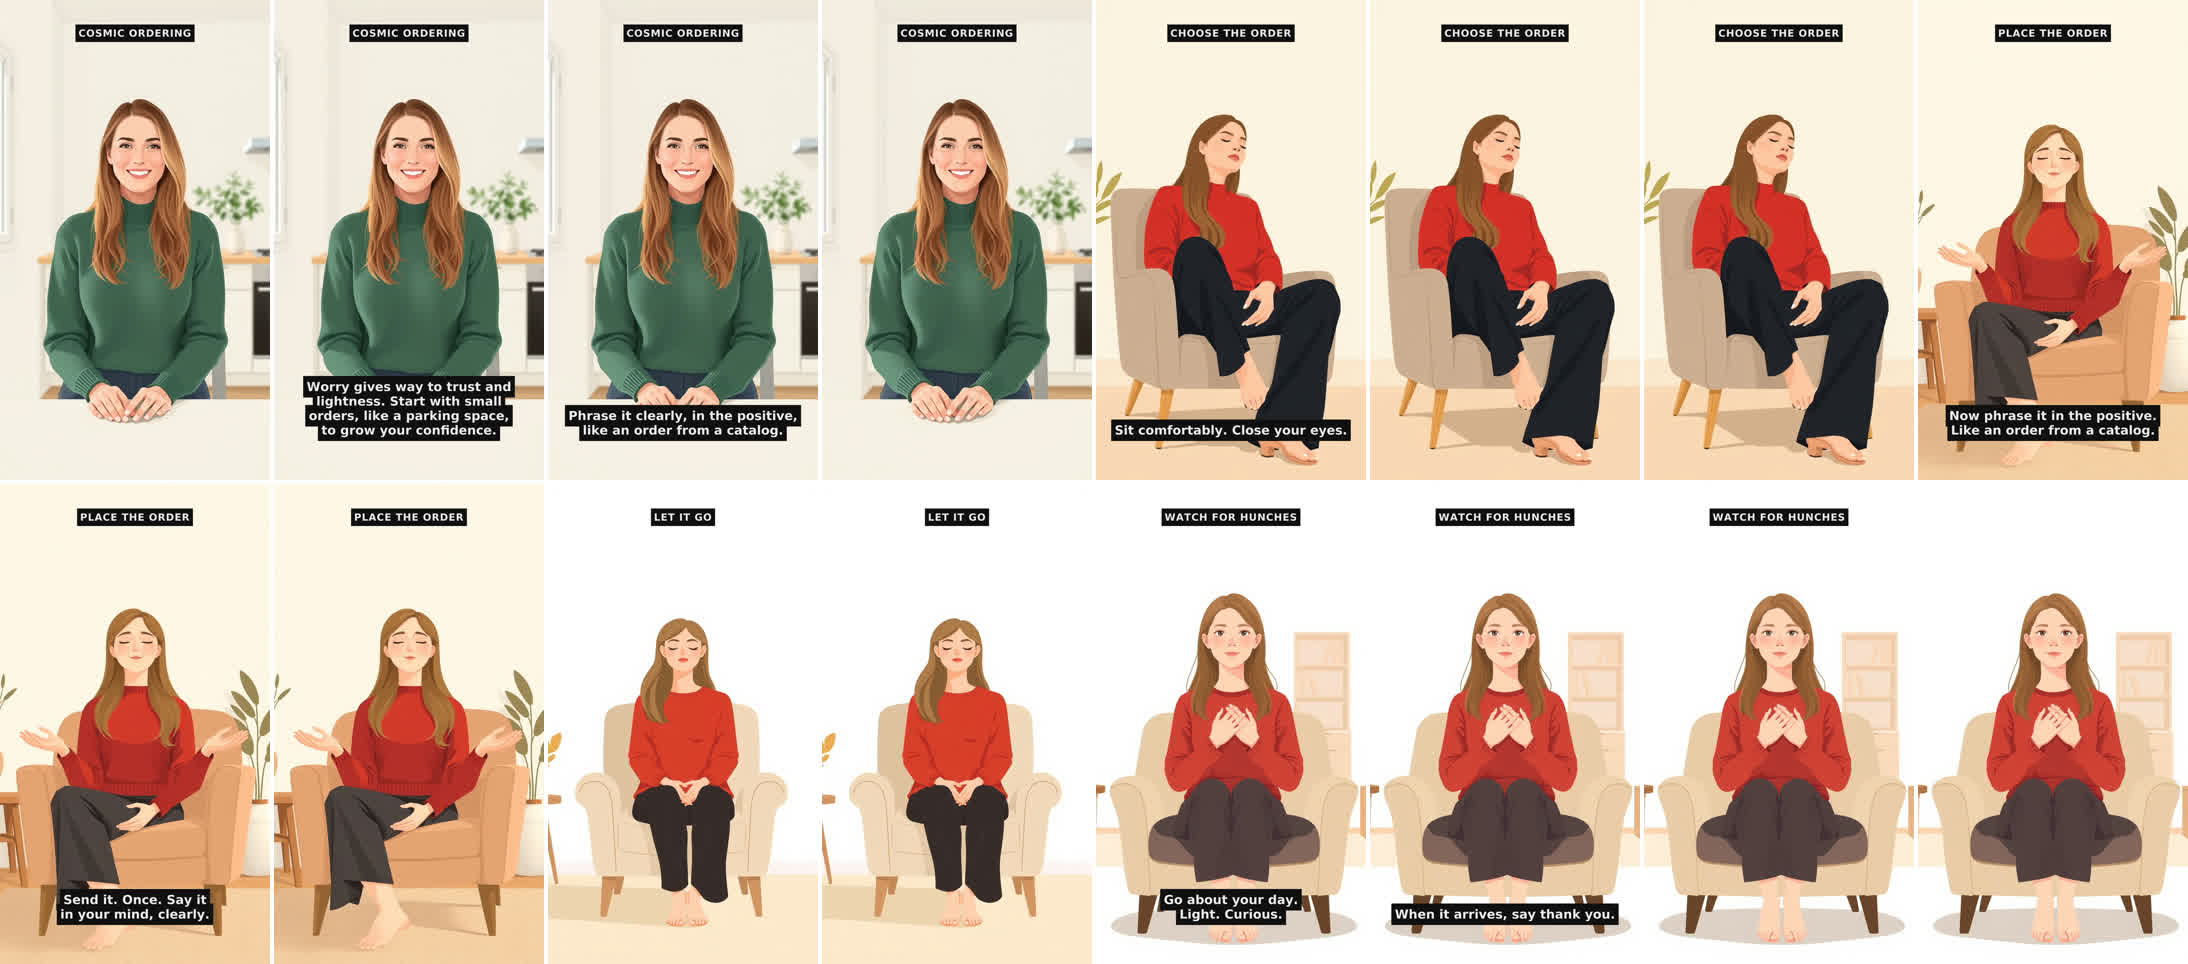 COSMIC ORDERING
COSMIC ORDERING
Worry gives way to trust and
lightness. Start with small
orders, like a parking space,
to grow your confidence.
COSMIC ORDERING
Phrase it clearly, in the positive,
like an order from a catalog.
COSMIC ORDERING
CHOOSE THE ORDER
Sit comfortably. Close your eyes.
CHOOSE THE ORDER
CHOOSE THE ORDER
PLACE THE ORDER
Now phrase it in the positive.
Like an order from a catalog.
PLACE THE ORDER
Send it. Once. Say it
in your mind, clearly.
PLACE THE ORDER
LET IT GO
LET IT GO
WATCH FOR HUNCHES
Go about your day.
Light. Curious.
WATCH FOR HUNCHES
When it arrives, say thank you.
WATCH FOR HUNCHES